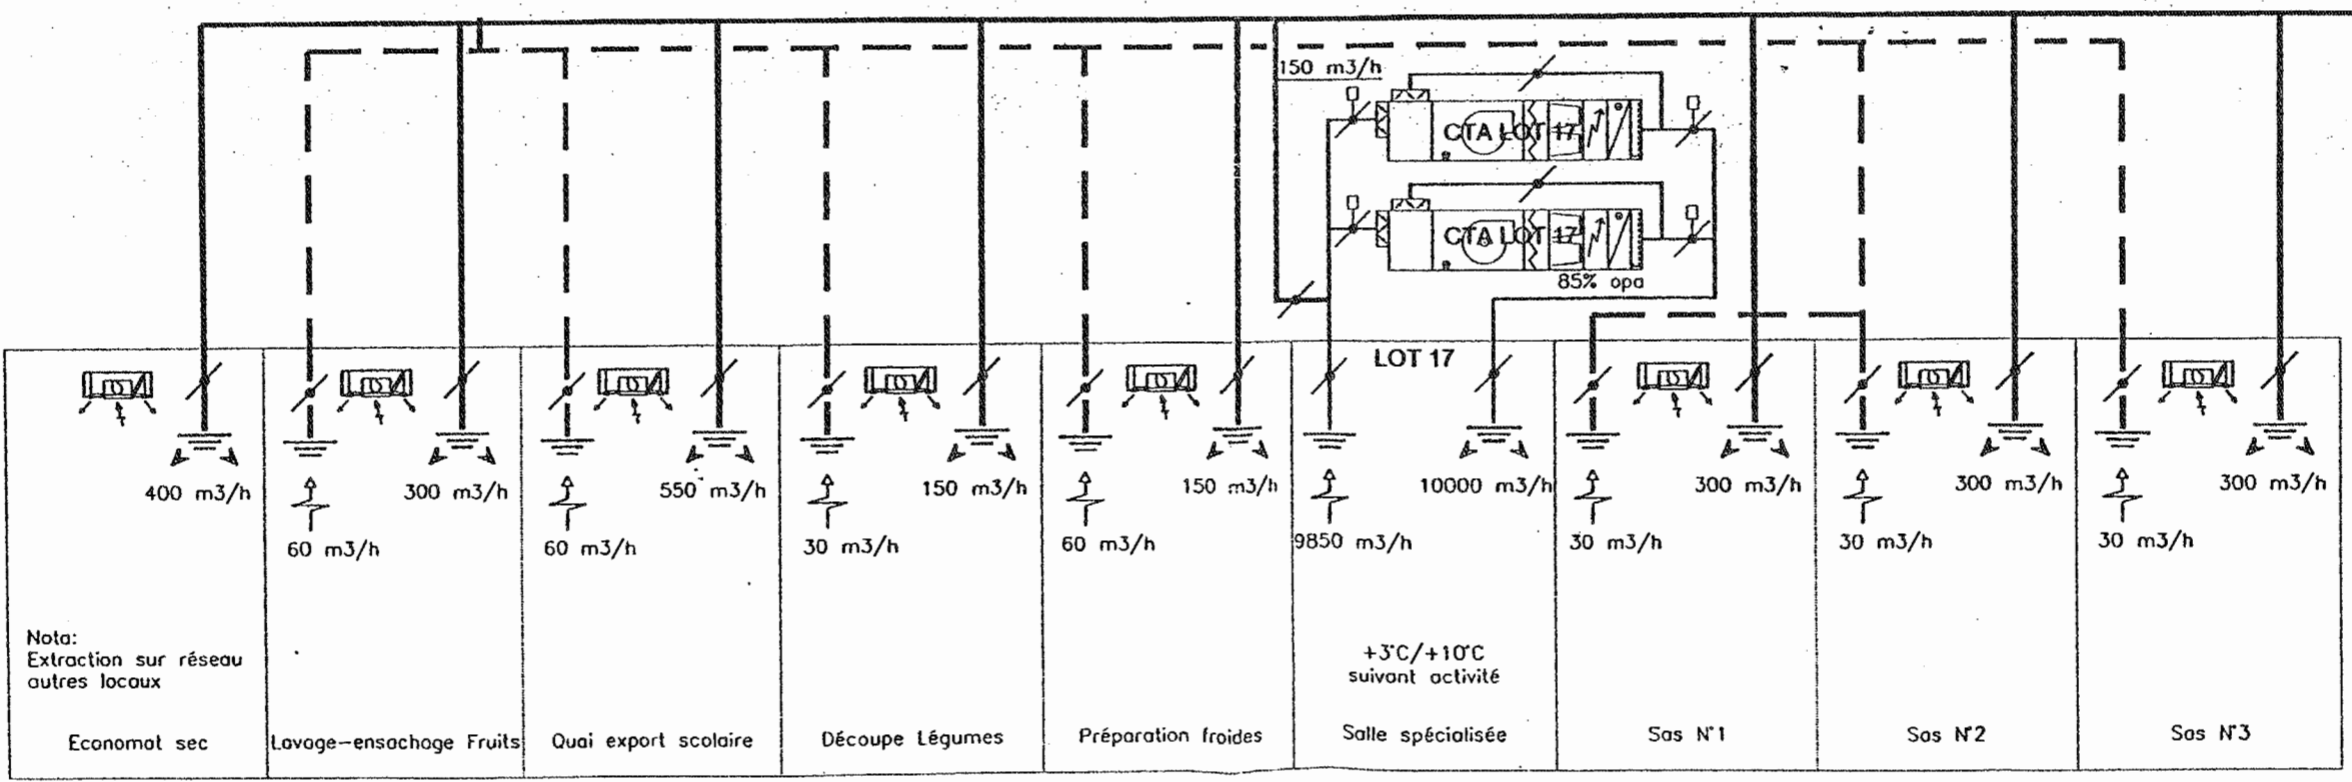 150 m3/h
CTA LOT 17
CTA LOT 17
85% opa
LOT 17
400 m3/h
300 m3/h
550 m3/h
150 m3/h
150 m3/h
10000 m3/h
300 m3/h
300 m3/h
300 m3/h
60 m3/h
60 m3/h
30 m3/h
60 m3/h
9850 m3/h
30 m3/h
30 m3/h
30 m3/h
Nota:
Extraction sur réseau
autres locaux
+3°C/+10°C
suivant activité
Economat sec
Lavage-ensachage Fruits
Quai export scolaire
Découpe Légumes
Préparation froides
Salle spécialisée
Sas N°1
Sas N°2
Sas N°3